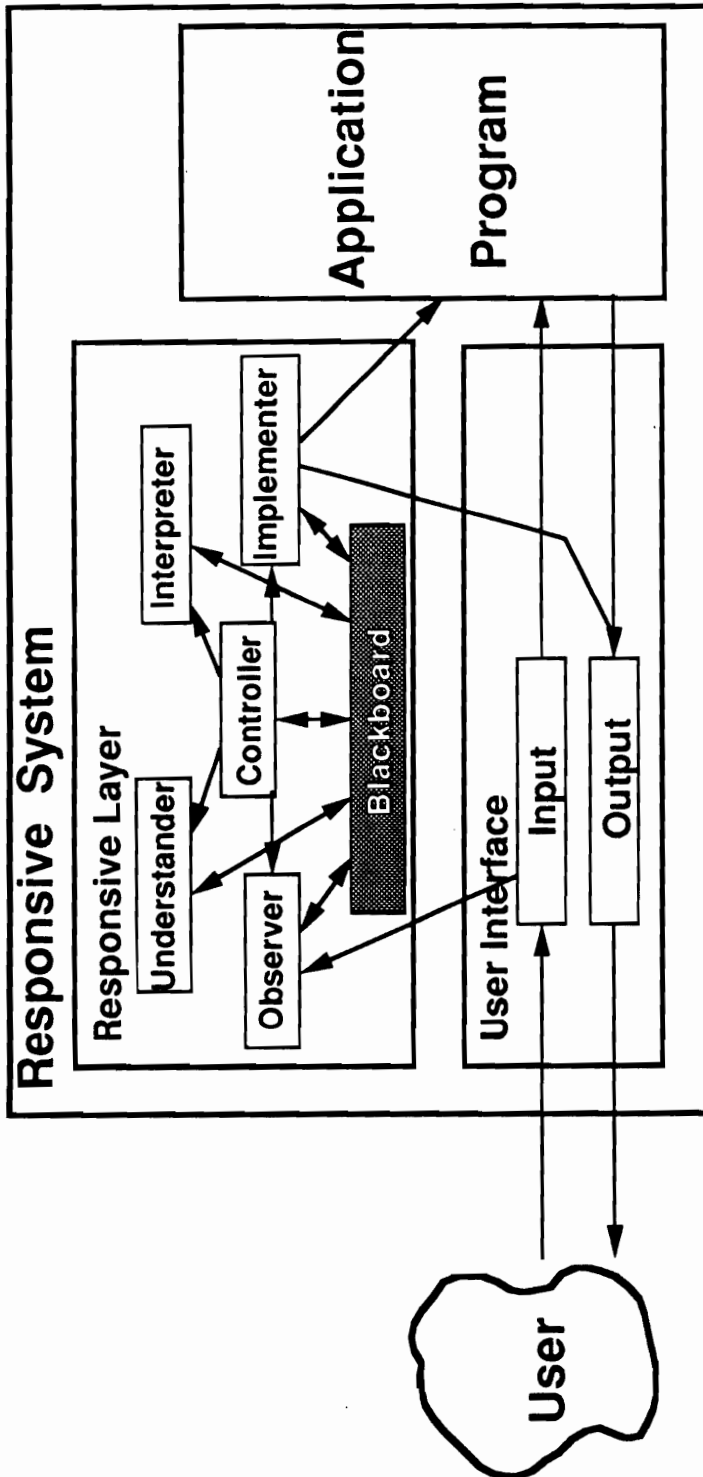 Responsive System
Responsive Layer
Understander
Interpreter
Controller
Observer
Implementer
Blackboard
User Interface
Input
Output
Application
Program
User